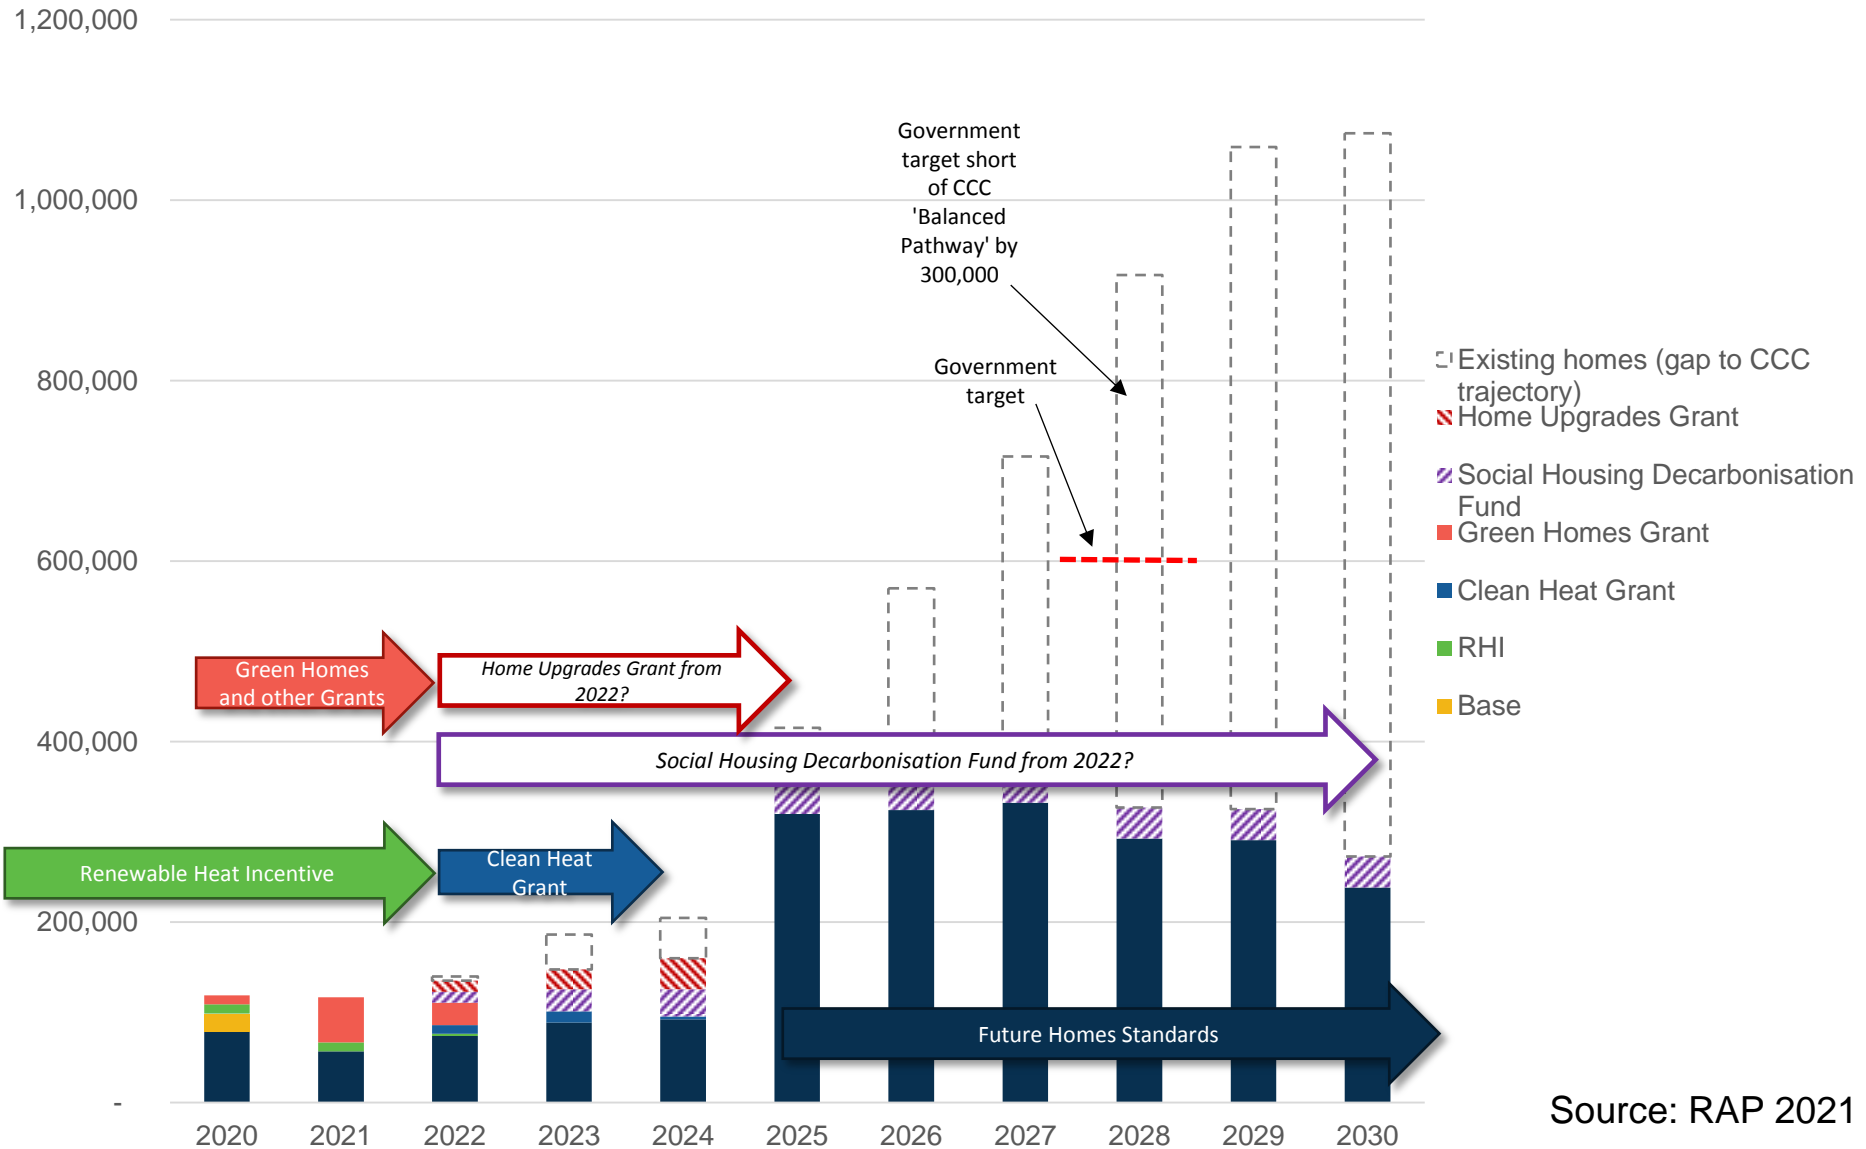 1,200,000
1,000,000
800,000
600,000
400,000
200,000
-
Government
target short
of CCC
'Balanced
Pathway' by
300,000
Government
target
Green Homes
and other Grants
Home Upgrades Grant from
2022?
Social Housing Decarbonisation Fund from 2022?
Renewable Heat Incentive
Clean Heat
Grant
Future Homes Standards
2020
2021
2022
2023
2024
2025
2026
2027
2028
2029
2030
Existing homes (gap to CCC
trajectory)
Home Upgrades Grant
Social Housing Decarbonisation
Fund
Green Homes Grant
Clean Heat Grant
RHI
Base
Source: RAP 2021